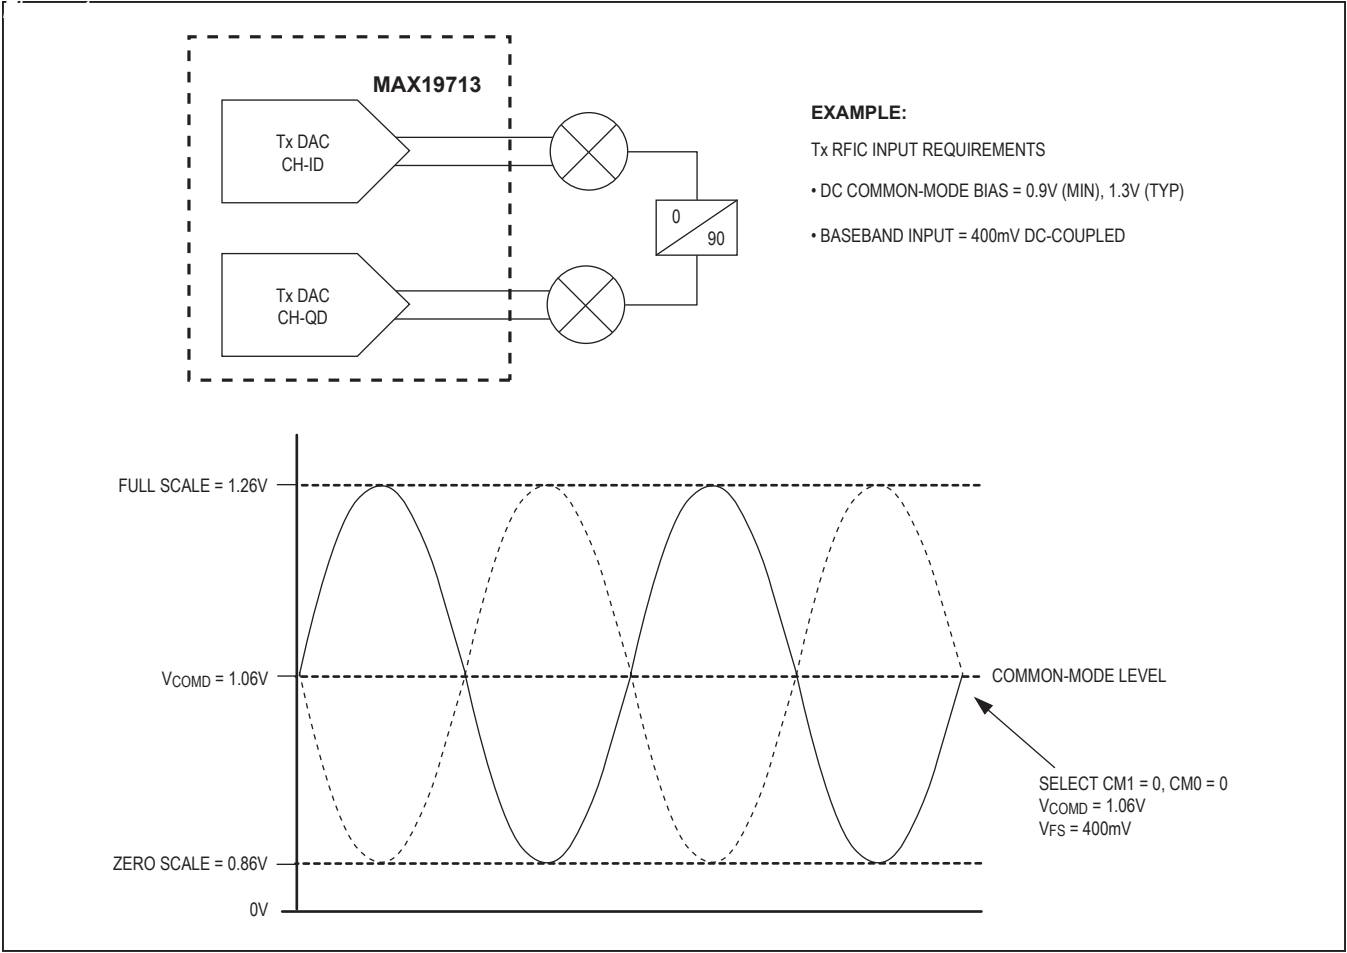 MAX19713
Tx DAC
CH-ID
0
90
Tx DAC
CH-QD
EXAMPLE:
Tx RFIC INPUT REQUIREMENTS
• DC COMMON-MODE BIAS = 0.9V (MIN), 1.3V (TYP)
• BASEBAND INPUT = 400mV DC-COUPLED
FULL SCALE = 1.26V
VCOMD = 1.06V
COMMON-MODE LEVEL
SELECT CM1 = 0, CM0 = 0
VCOMD = 1.06V
VFS = 400mV
ZERO SCALE = 0.86V
0V